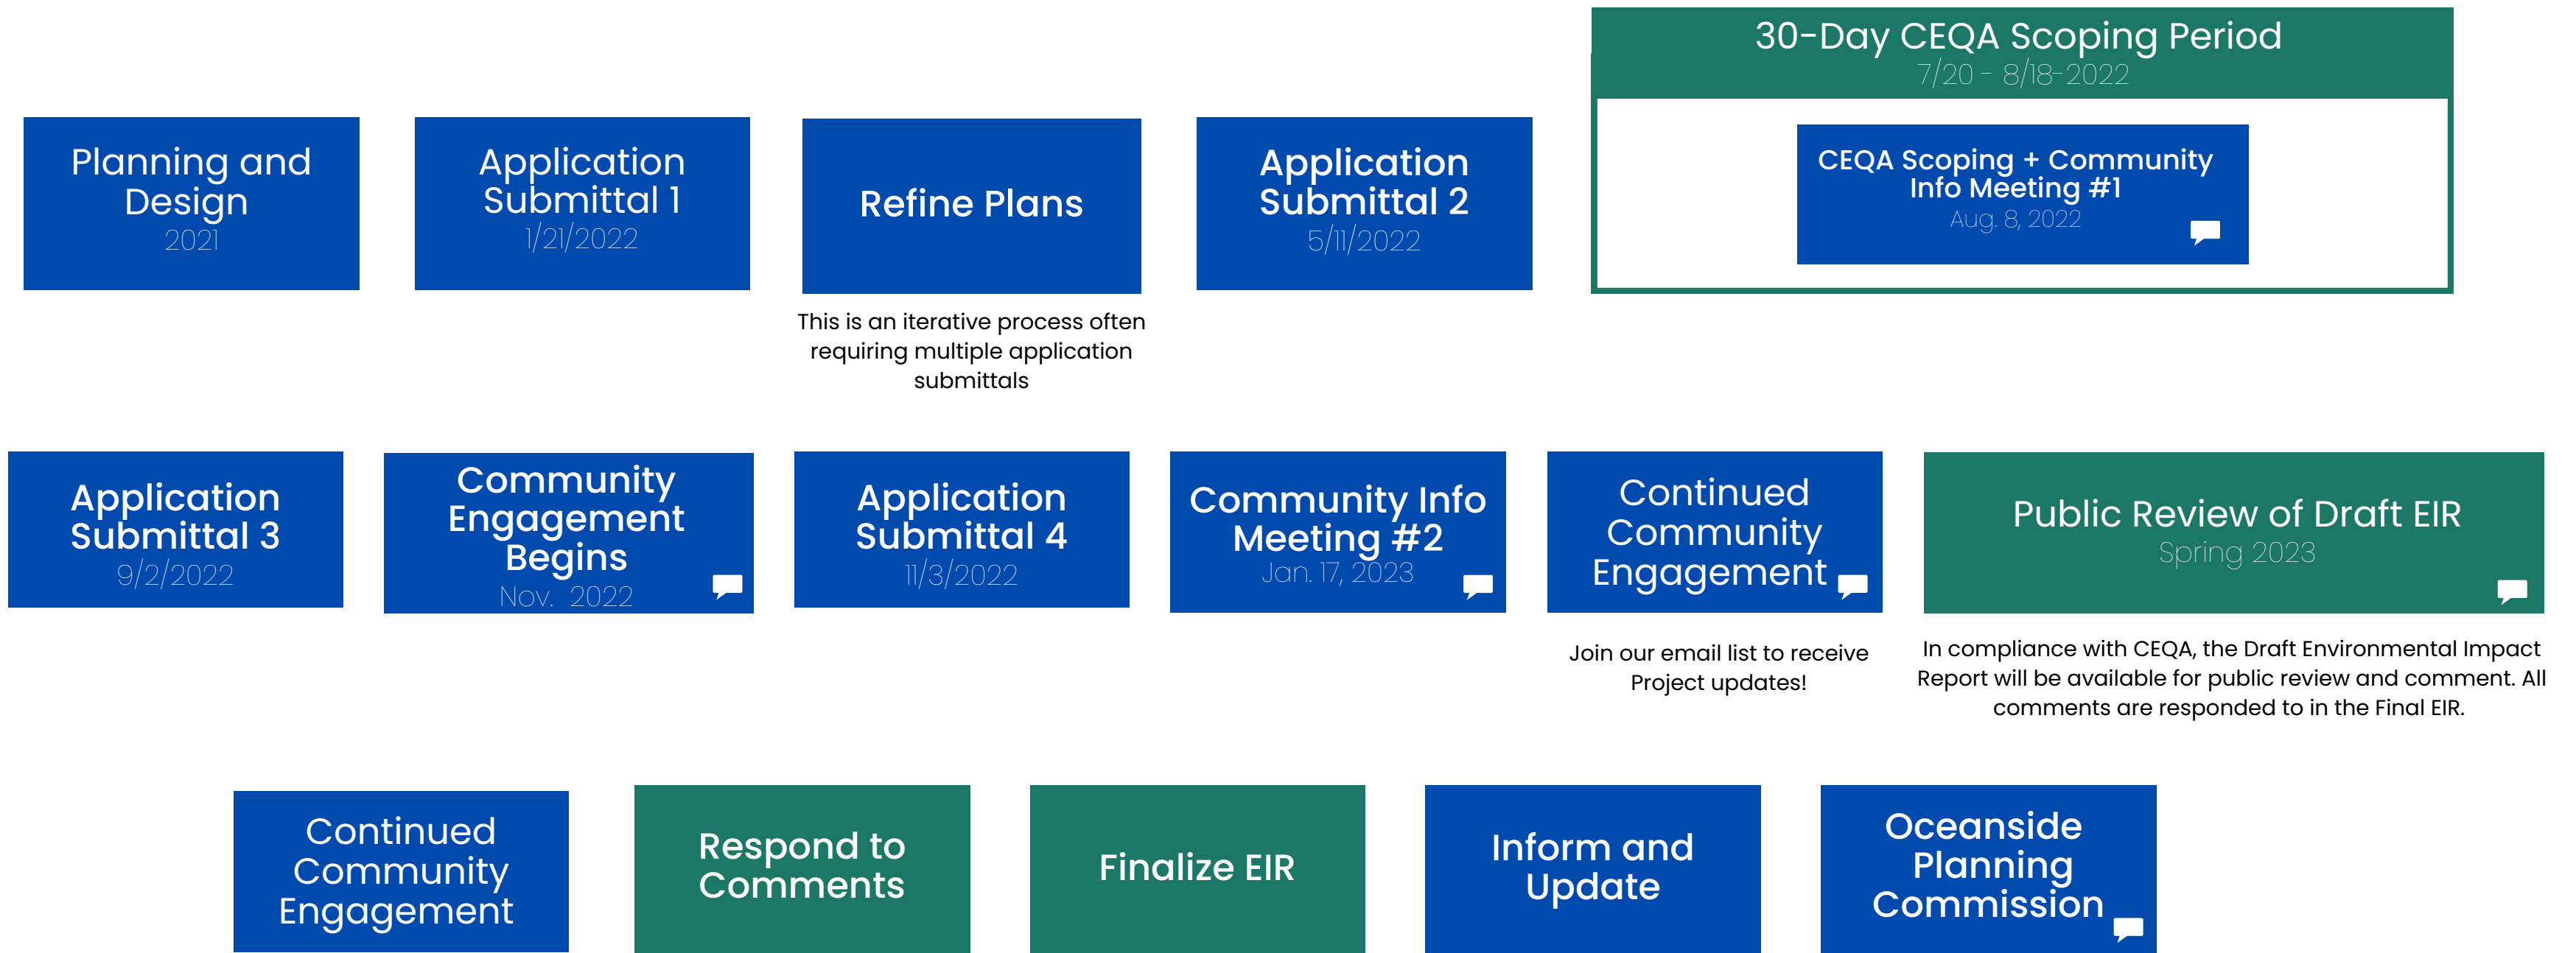 Planning and
Design
2021
Application
Submittal 1
1/21/2022
Refine Plans
This is an iterative process often
requiring multiple application
submittals
Application
Submittal 2
5/11/2022
30-Day CEQA Scoping Period
7/20 - 8/18-2022
CEQA Scoping + Community
Info Meeting #1
Aug. 8, 2022
Application
Submittal 3
9/2/2022
Community
Engagement
Begins
Nov. 2022
Application
Submittal 4
11/3/2022
Community Info
Meeting #2
Jan. 17, 2023
Continued
Community
Engagement
Join our email list to receive
Project updates!
Public Review of Draft EIR
Spring 2023
In compliance with CEQA, the Draft Environmental Impact
Report will be available for public review and comment. All
comments are responded to in the Final EIR.
Continued
Community
Engagement
Respond to
Comments
Finalize EIR
Inform and
Update
Oceanside
Planning
Commission